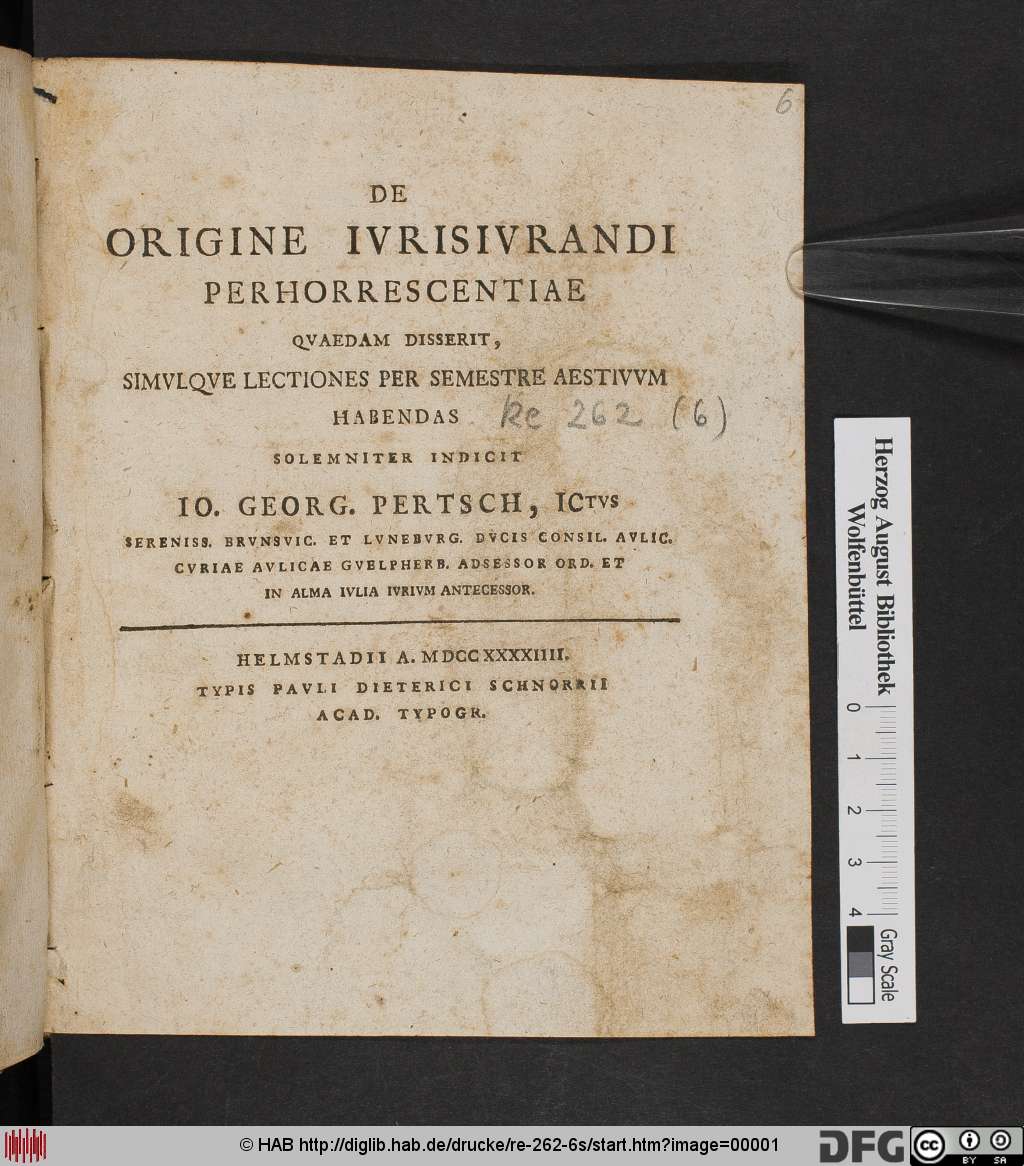 6
DE
ORIGINE IVRISIVRANDI
PERHORRESCENTIAE
QVAEDAM DISSERIT,
SIMVLQVE LECTIONES PER SEMESTRE AESTIVVM
HABENDAS Re 262 (6)
SOLEMNITER INDICIT
IO. GEORG. PERTSCH, ICTVS
SERENISS. BRVNSVIC. ET LVNEBVRG. DVCIS CONSIL. AVLIC.
CVRIAE AVLICAE GVELPHERB. ADSESSOR ORD. ET
IN ALMA IVLIA IVRIVM ANTECESSOR.
HELMSTADII A. MDCCXXXXIIII.
TYPIS PAVLI DIETERICI SCHNORRII
ACAD. TYPOGR.
Herzog August Bibliothek
Wolfenbüttel
0 1 2 3 4
Gray Scale
© HAB http://diglib.hab.de/drucke/re-262-6s/start.htm?image=00001
DFG
cc BY SA